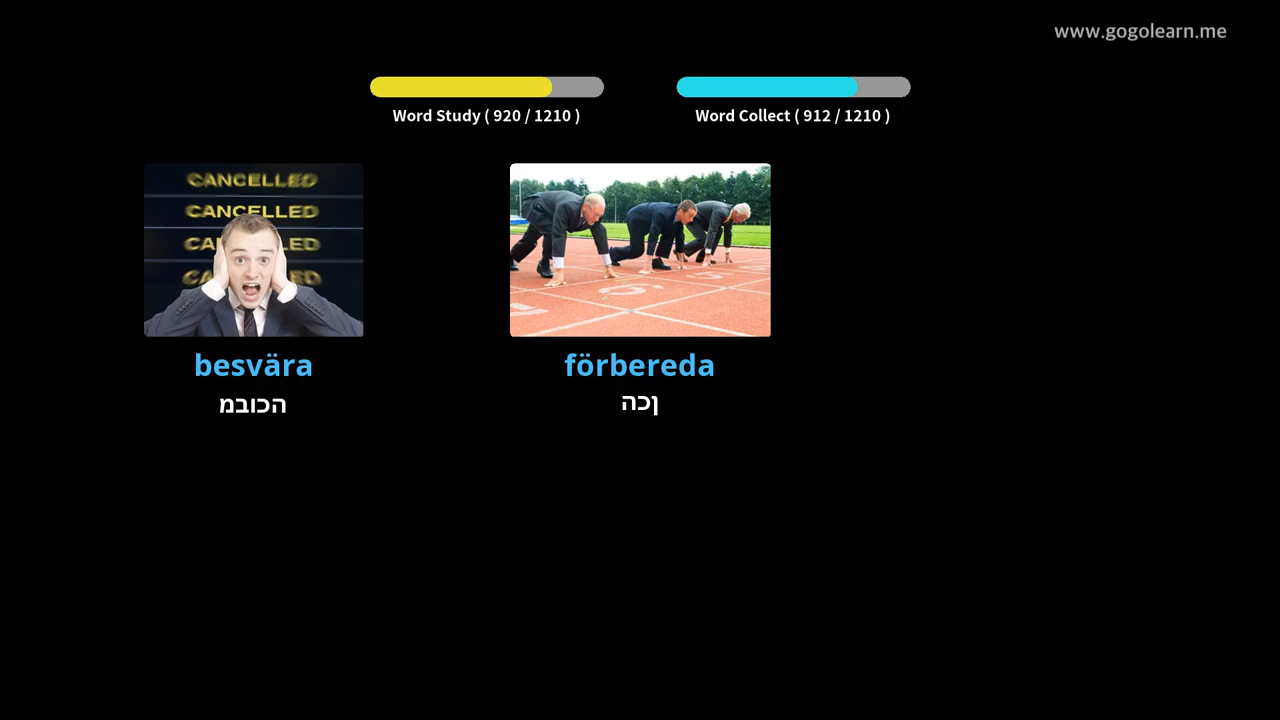 www.gogolearn.me
Word Study ( 920 / 1210 )
Word Collect ( 912 / 1210 )
CANCELLED
CANCELLED
besvära
הכובמ
förbereda
ןכה